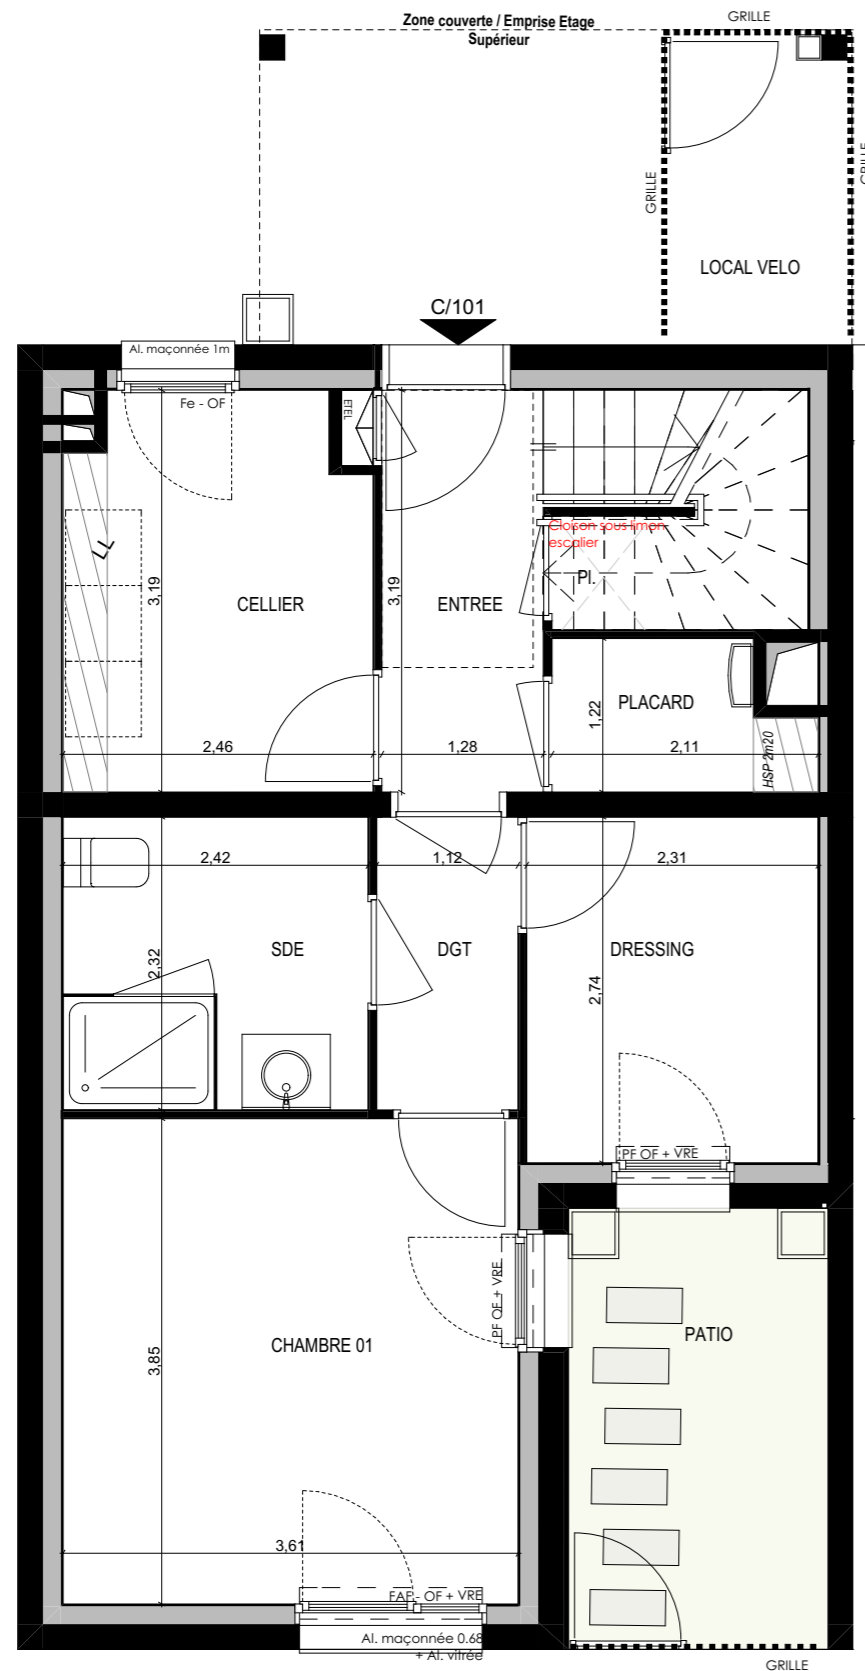 Zone couverte / Emprise Etage
Supérieur
GRILLE
GRILLE
GRILLE
LOCAL VELO
C/101
Al. maçonnée 1m
Fe - OF
ETEL
LL
Cloison sous limon
escalier
Pl.
3,19
CELLIER
3,19
ENTREE
PLACARD
1,22
HSP 2m20
2,46
1,28
2,11
2,42
1,12
2,31
2,32
SDE
DGT
DRESSING
2,74
PF OF + VRE
PF OF + VRE
PATIO
CHAMBRE 01
3,85
3,61
FAF - OF + VRE
Al. maçonnée 0.68
+ Al. vitrée
GRILLE